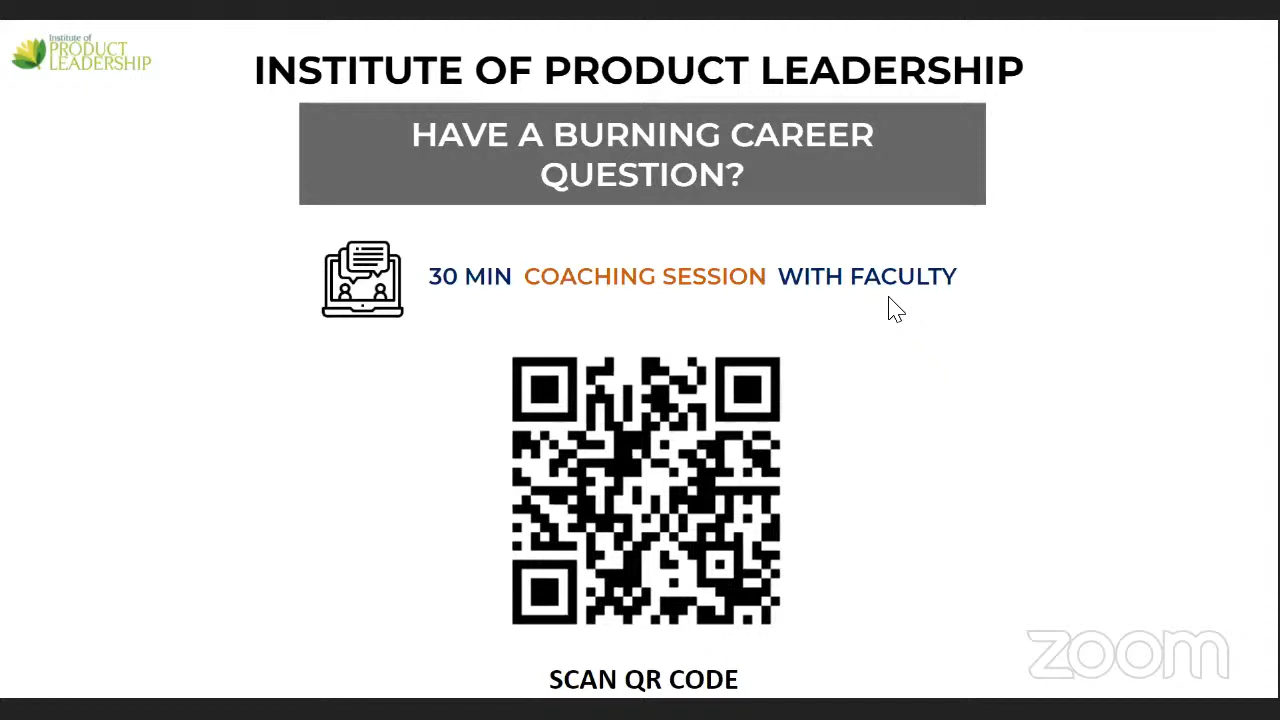 Institute of
PRODUCT
LEADERSHIP
INSTITUTE OF PRODUCT LEADERSHIP
HAVE A BURNING CAREER
QUESTION?
30 MIN COACHING SESSION WITH FACULTY
SCAN QR CODE
zoom